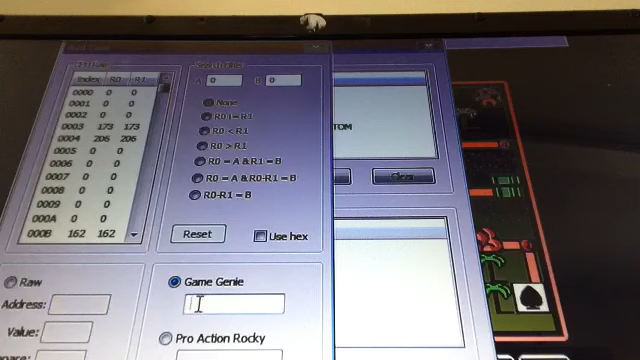 Index R0 R1
0000 0 0
0001 0 0
0002 0 0
0003 173 173
0004 206 206
0005 0 0
0006 0 0
0007 0 0
0008 0 0
0009 0 0
000A 0 0
000B 162 162
A 0 B 0
None
R0 != R1
R0 < R1
R0 > R1
R0 = A & R1 = B
R0 = A & R0-R1 = B
R0-R1 = B
Reset
Use hex
TOM
Clear
Raw
Address:
Value:
Game Genie
Pro Action Rocky